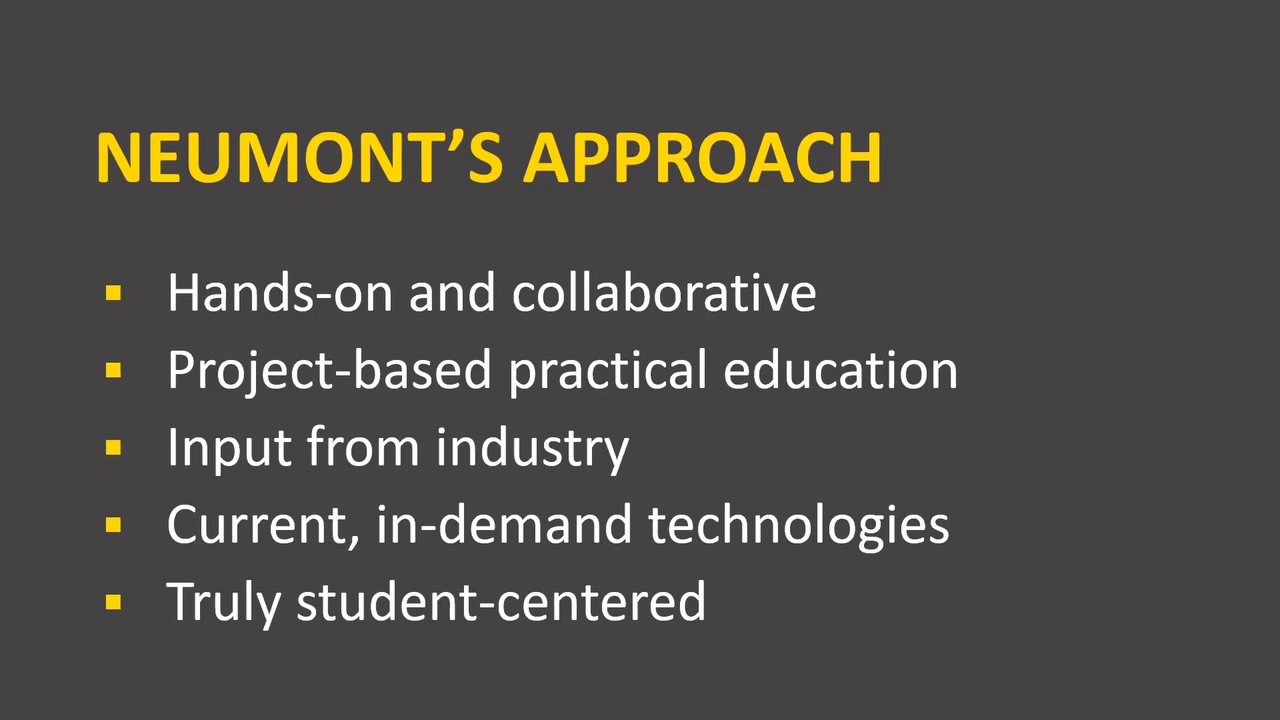 NEUMONT’S APPROACH
▪ Hands-on and collaborative
▪ Project-based practical education
▪ Input from industry
▪ Current, in-demand technologies
▪ Truly student-centered